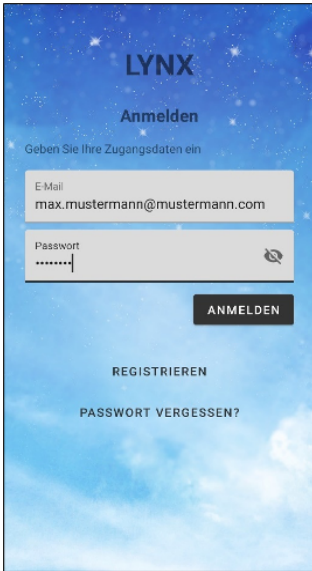 LYNX
Anmelden
Geben Sie Ihre Zugangsdaten ein
E-Mail
max.mustermann@mustermann.com
Passwort
••••••••
ANMELDEN
REGISTRIEREN
PASSWORT VERGESSEN?